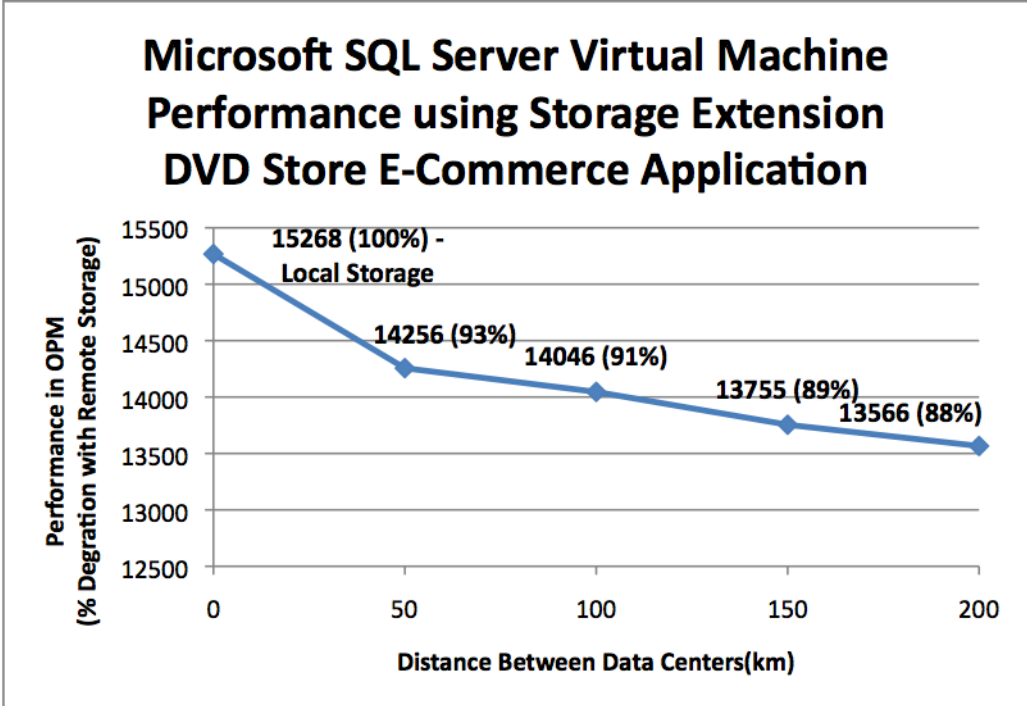 Microsoft SQL Server Virtual Machine
Performance using Storage Extension
DVD Store E-Commerce Application
Performance in OPM
(% Degration with Remote Storage)
15500
15000
14500
14000
13500
13000
12500
15268 (100%) -
Local Storage
14256 (93%)
14046 (91%)
13755 (89%)
13566 (88%)
0 50 100 150 200
Distance Between Data Centers(km)